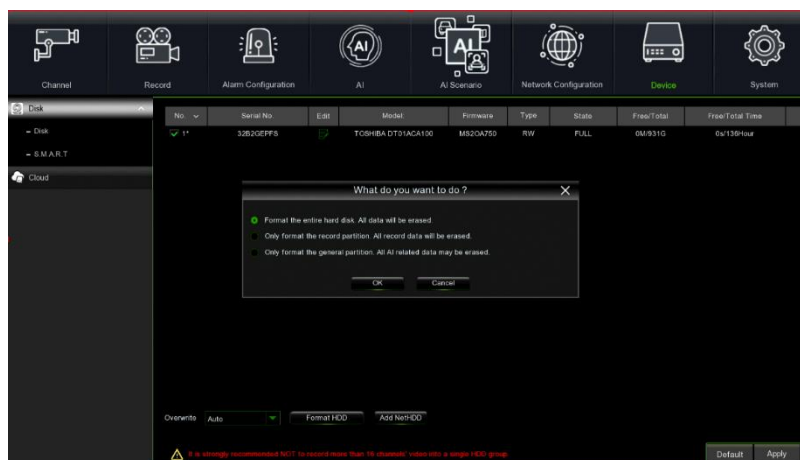 AI
AI
Channel Record Alarm Configuration AI AI Scenario Network Configuration Device System
Disk
Disk
S.M.A.R.T
Cloud
No. Serial No. Edit Model: Firmware Type State Free/Total Free/Total Time
1* 32B2GEPFS TOSHIBA DT01ACA100 MS2OA750 RW FULL 0M/931G 0s/136Hour
What do you want to do ? X
Format the entire hard disk. All data will be erased.
Only format the record partition. All record data will be erased.
Only format the general partition. All AI related data may be erased.
OK Cancel
Overwrite Auto Format HDD Add NetHDD
It is strongly recommended NOT to record more than 16 channels' video into a single HDD group.
Default Apply